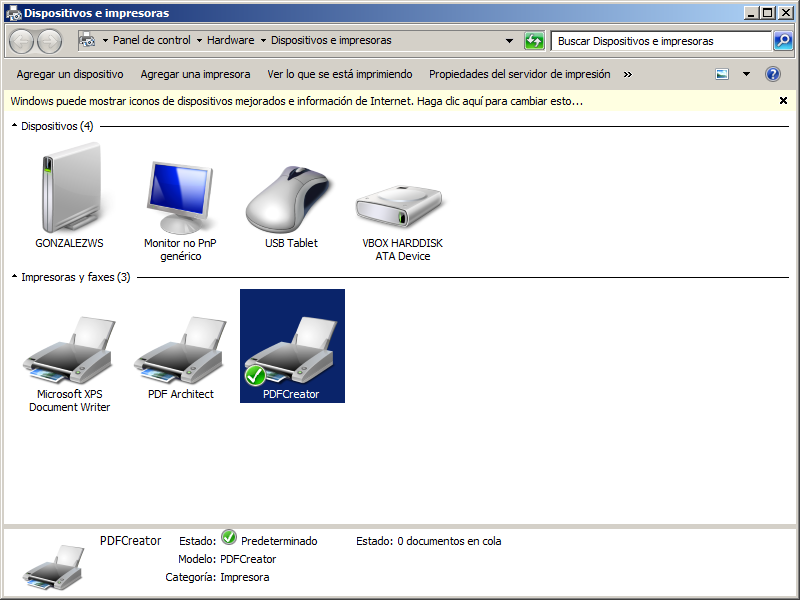 Dispositivos e impresoras
Panel de control Hardware Dispositivos e impresoras Buscar Dispositivos e impresoras
Agregar un dispositivo Agregar una impresora Ver lo que se está imprimiendo Propiedades del servidor de impresión »
Windows puede mostrar iconos de dispositivos mejorados e información de Internet. Haga clic aquí para cambiar esto...
Dispositivos (4)
GONZALEZWS
Monitor no PnP
genérico
USB Tablet
VBOX HARDDISK
ATA Device
Impresoras y faxes (3)
Microsoft XPS
Document Writer
PDF Architect
PDFCreator
PDFCreator Estado: Predeterminado Estado: 0 documentos en cola
Modelo: PDFCreator
Categoría: Impresora